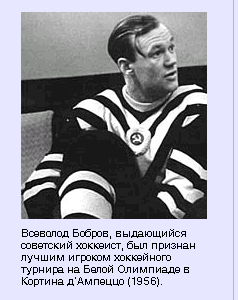 Всеволод Бобров, выдающийся
советский хоккеист, был признан
лучшим игроком хоккейного
турнира на Белой Олимпиаде в
Кортина д'Ампеццо (1956).